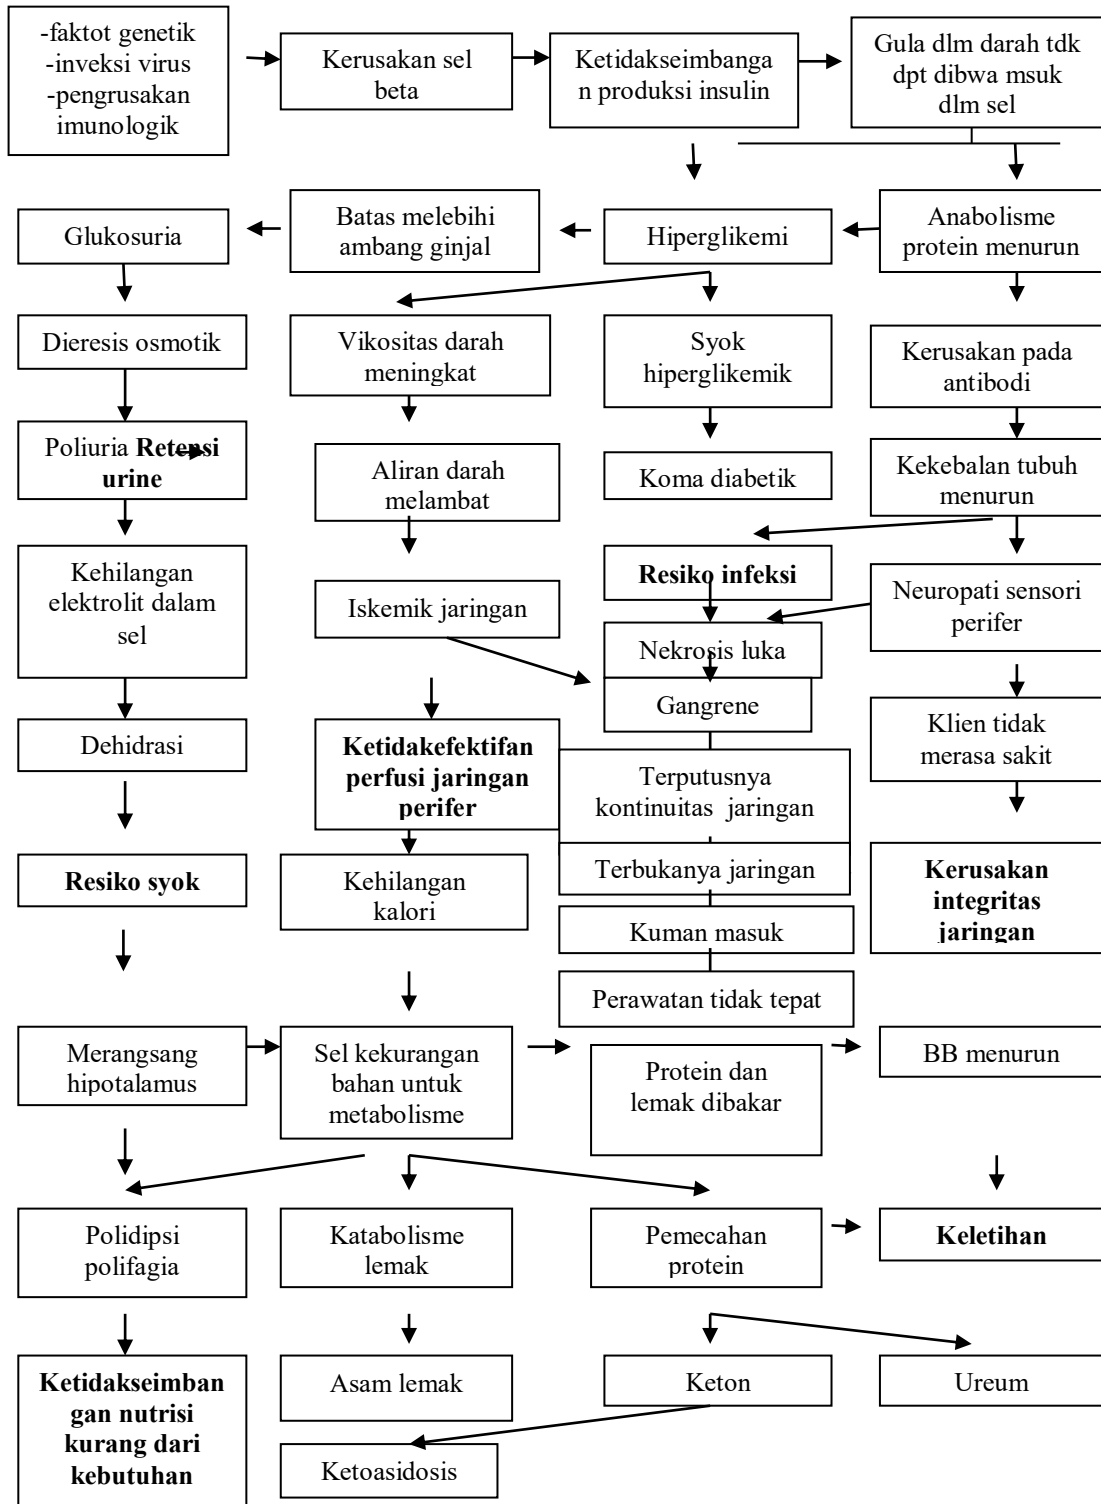 -faktot genetik
-inveksi virus
-pengrusakan
imunologik
Kerusakan sel
beta
Ketidakseimbanga
n produksi insulin
Gula dlm darah tdk
dpt dibwa msuk
dlm sel
Glukosuria
Batas melebihi
ambang ginjal
Hiperglikemi
Anabolisme
protein menurun
Dieresis osmotik
Vikositas darah
meningkat
Syok
hiperglikemik
Kerusakan pada
antibodi
Poliuria Retensi
urine
Aliran darah
melambat
Koma diabetik
Kekebalan tubuh
menurun
Kehilangan
elektrolit dalam
sel
Iskemik jaringan
Resiko infeksi
Neuropati sensori
perifer
Nekrosis luka
Gangrene
Dehidrasi
Ketidakefektifan
perfusi jaringan
perifer
Terputusnya
kontinuitas jaringan
Klien tidak
merasa sakit
Resiko syok
Kehilangan
kalori
Terbukanya jaringan
Kerusakan
integritas
jaringan
Kuman masuk
Perawatan tidak tepat
Merangsang
hipotalamus
Sel kekurangan
bahan untuk
metabolisme
Protein dan
lemak dibakar
BB menurun
Polidipsi
polifagia
Katabolisme
lemak
Pemecahan
protein
Keletihan
Ketidakseimban
gan nutrisi
kurang dari
kebutuhan
Asam lemak
Keton
Ureum
Ketoasidosis